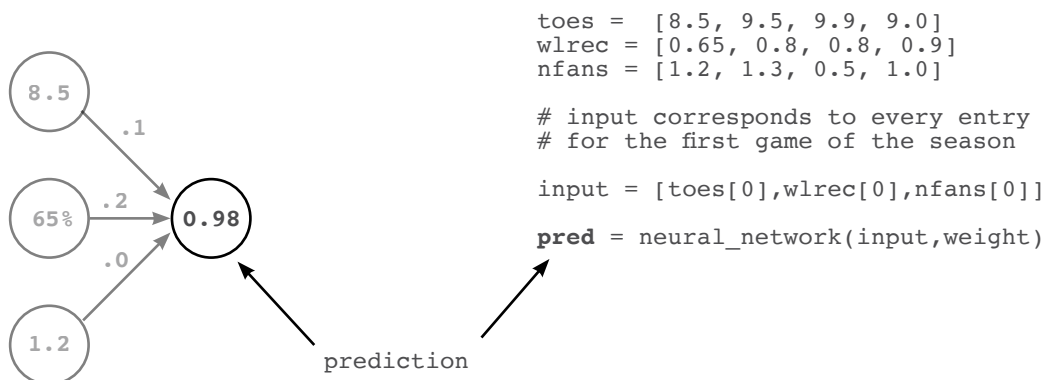 toes =  [8.5, 9.5, 9.9, 9.0]
wlrec = [0.65, 0.8, 0.8, 0.9]
nfans = [1.2, 1.3, 0.5, 1.0]
# input corresponds to every entry
# for the first game of the season
input = [toes[0],wlrec[0],nfans[0]]
pred = neural_network(input,weight)
8.5
.1
65%
.2
0.98
.0
1.2
prediction